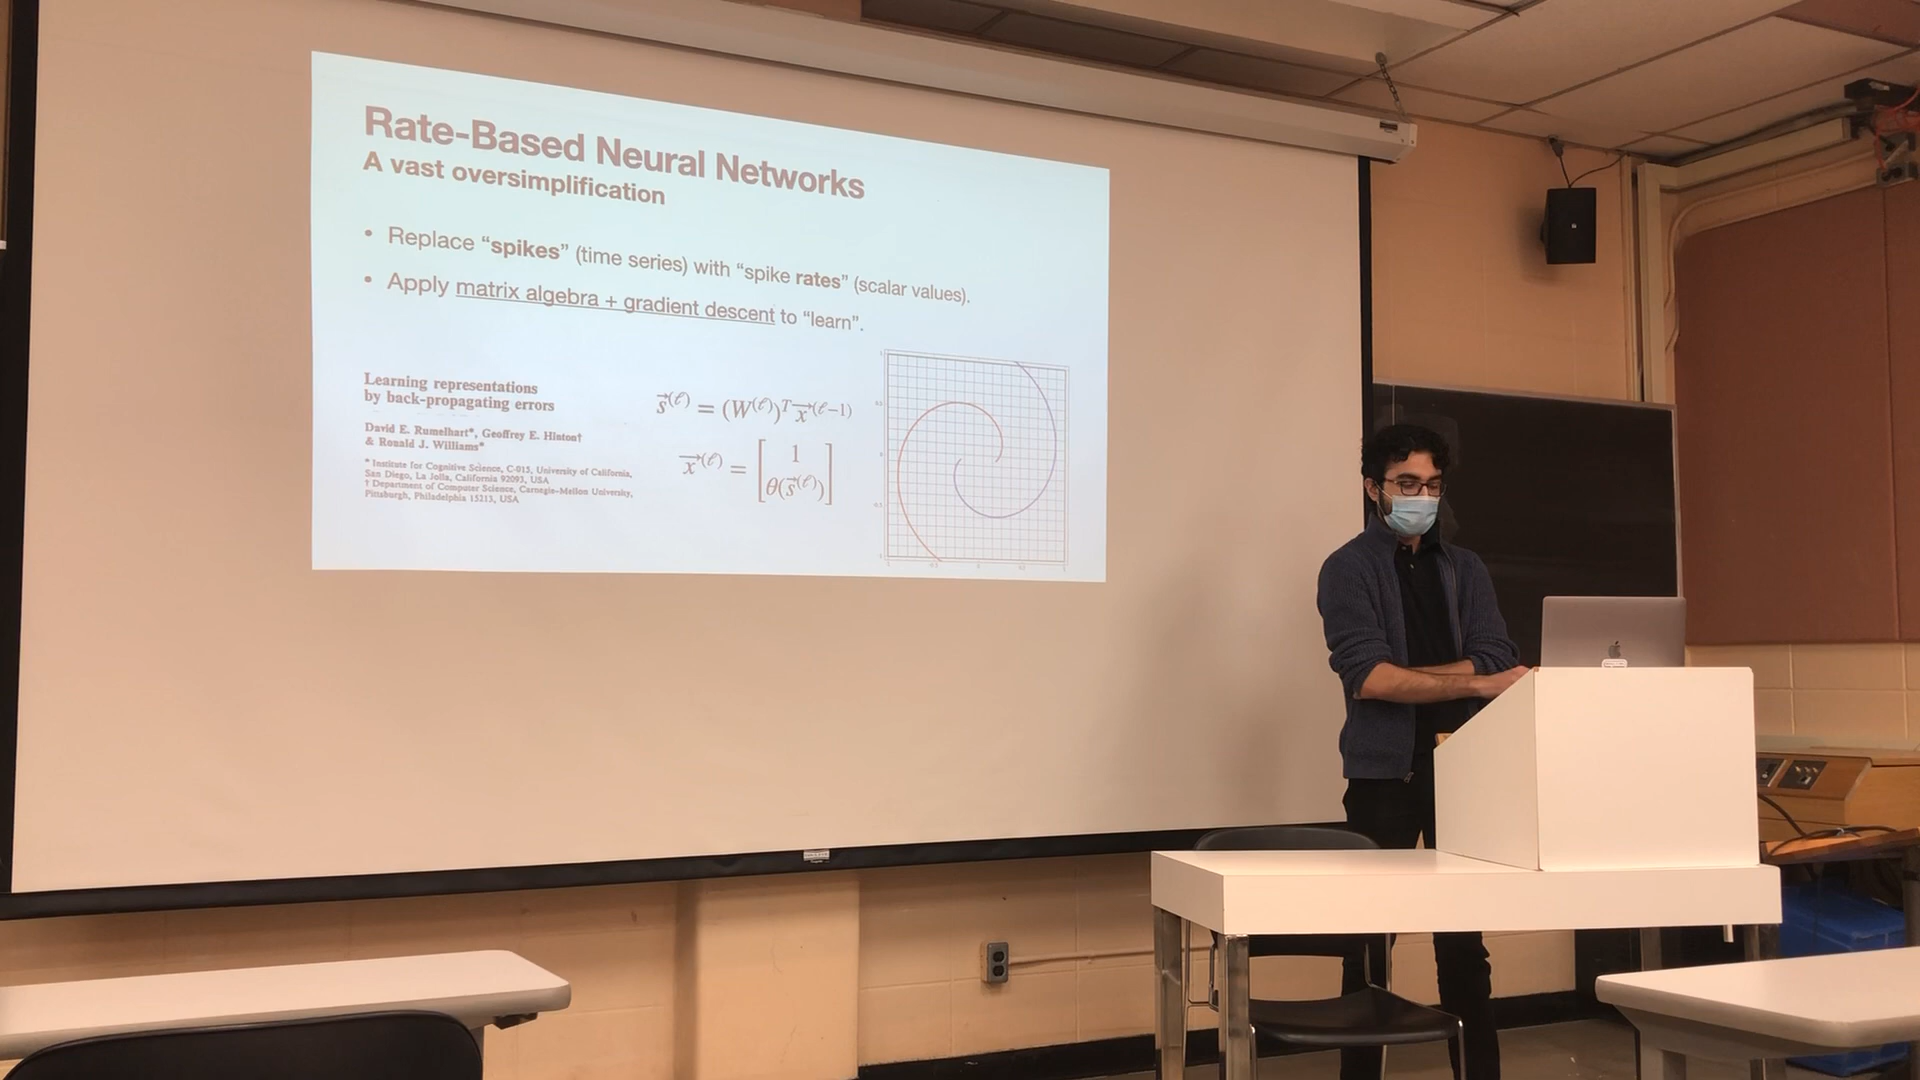 Rate-Based Neural Networks
A vast oversimplification
• Replace “spikes” (time series) with “spike rates” (scalar values).
• Apply matrix algebra + gradient descent to “learn”.
Learning representations
by back-propagating errors
David E. Rumelhart*, Geoffrey E. Hinton†
& Ronald J. Williams*
* Institute for Cognitive Science, C-015, University of California,
San Diego, La Jolla, California 92093, USA
† Department of Computer Science, Carnegie-Mellon University,
Pittsburgh, Philadelphia 15213, USA
s⃗^(ℓ) = (W^(ℓ))^T x⃗^(ℓ−1)
x⃗^(ℓ) = [1
θ(s⃗^(ℓ))]